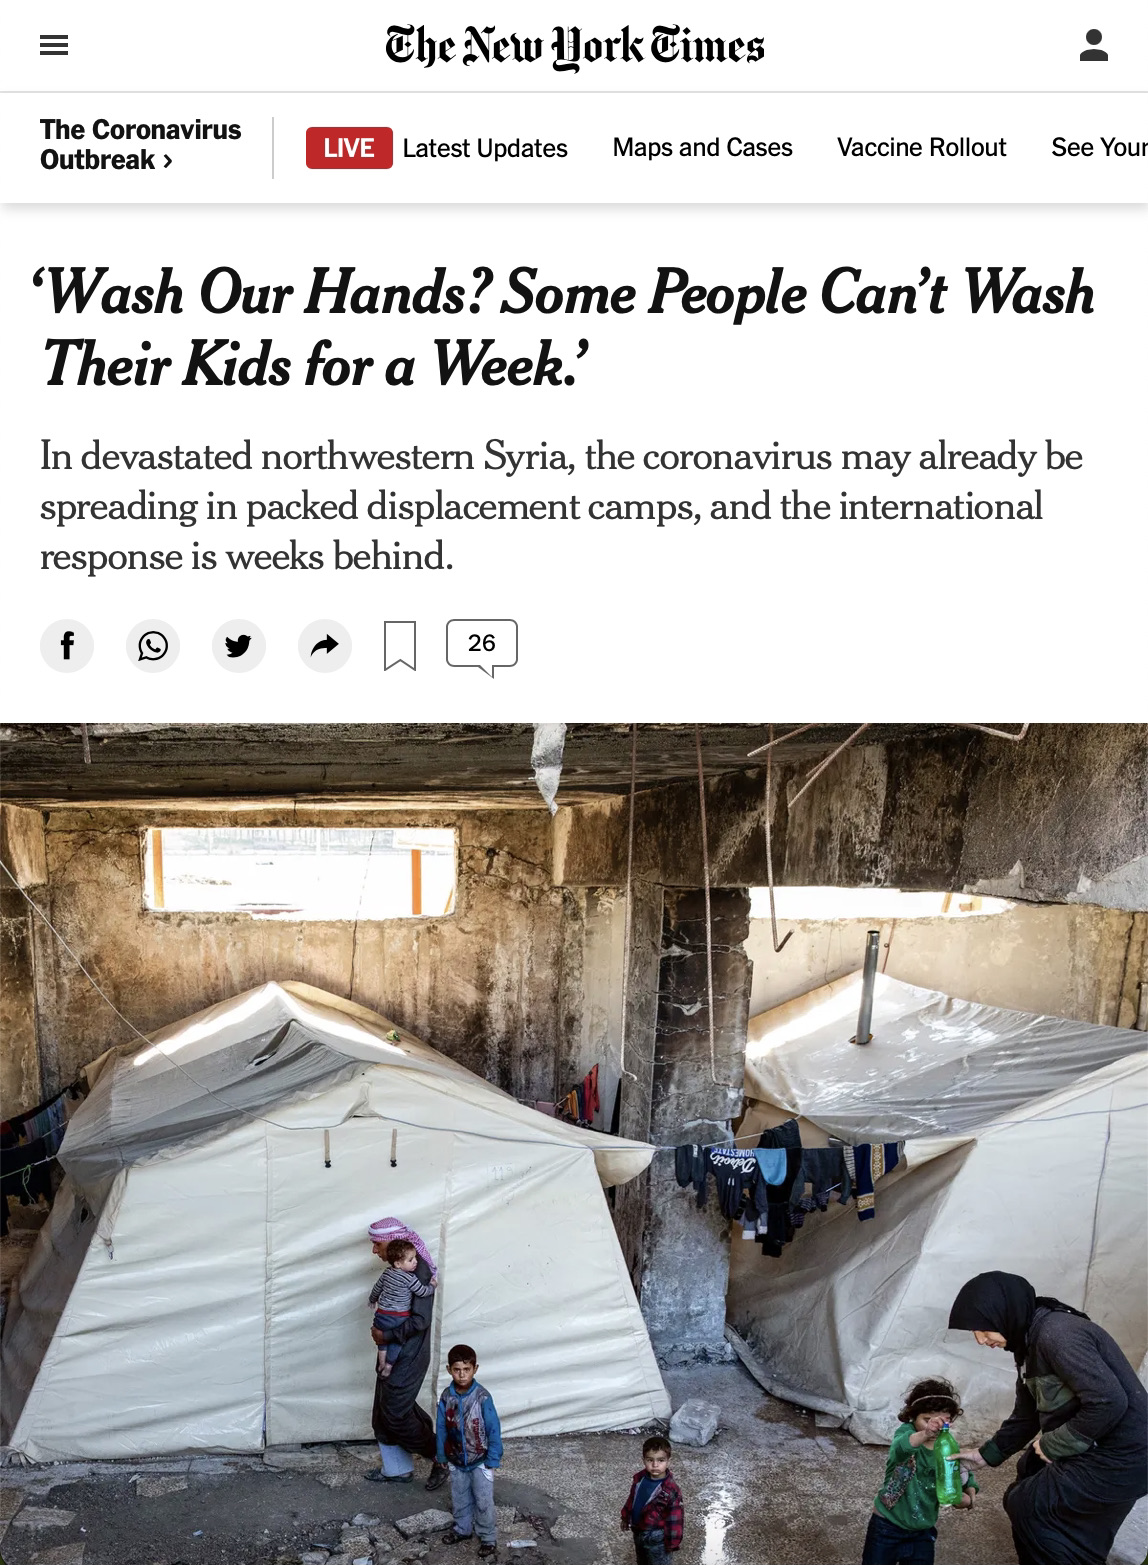 The New York Times
The Coronavirus
Outbreak ›
LIVE Latest Updates Maps and Cases Vaccine Rollout See Your
‘Wash Our Hands? Some People Can’t Wash
Their Kids for a Week.’
In devastated northwestern Syria, the coronavirus may already be
spreading in packed displacement camps, and the international
response is weeks behind.
26
HOMESTATE
Detroit